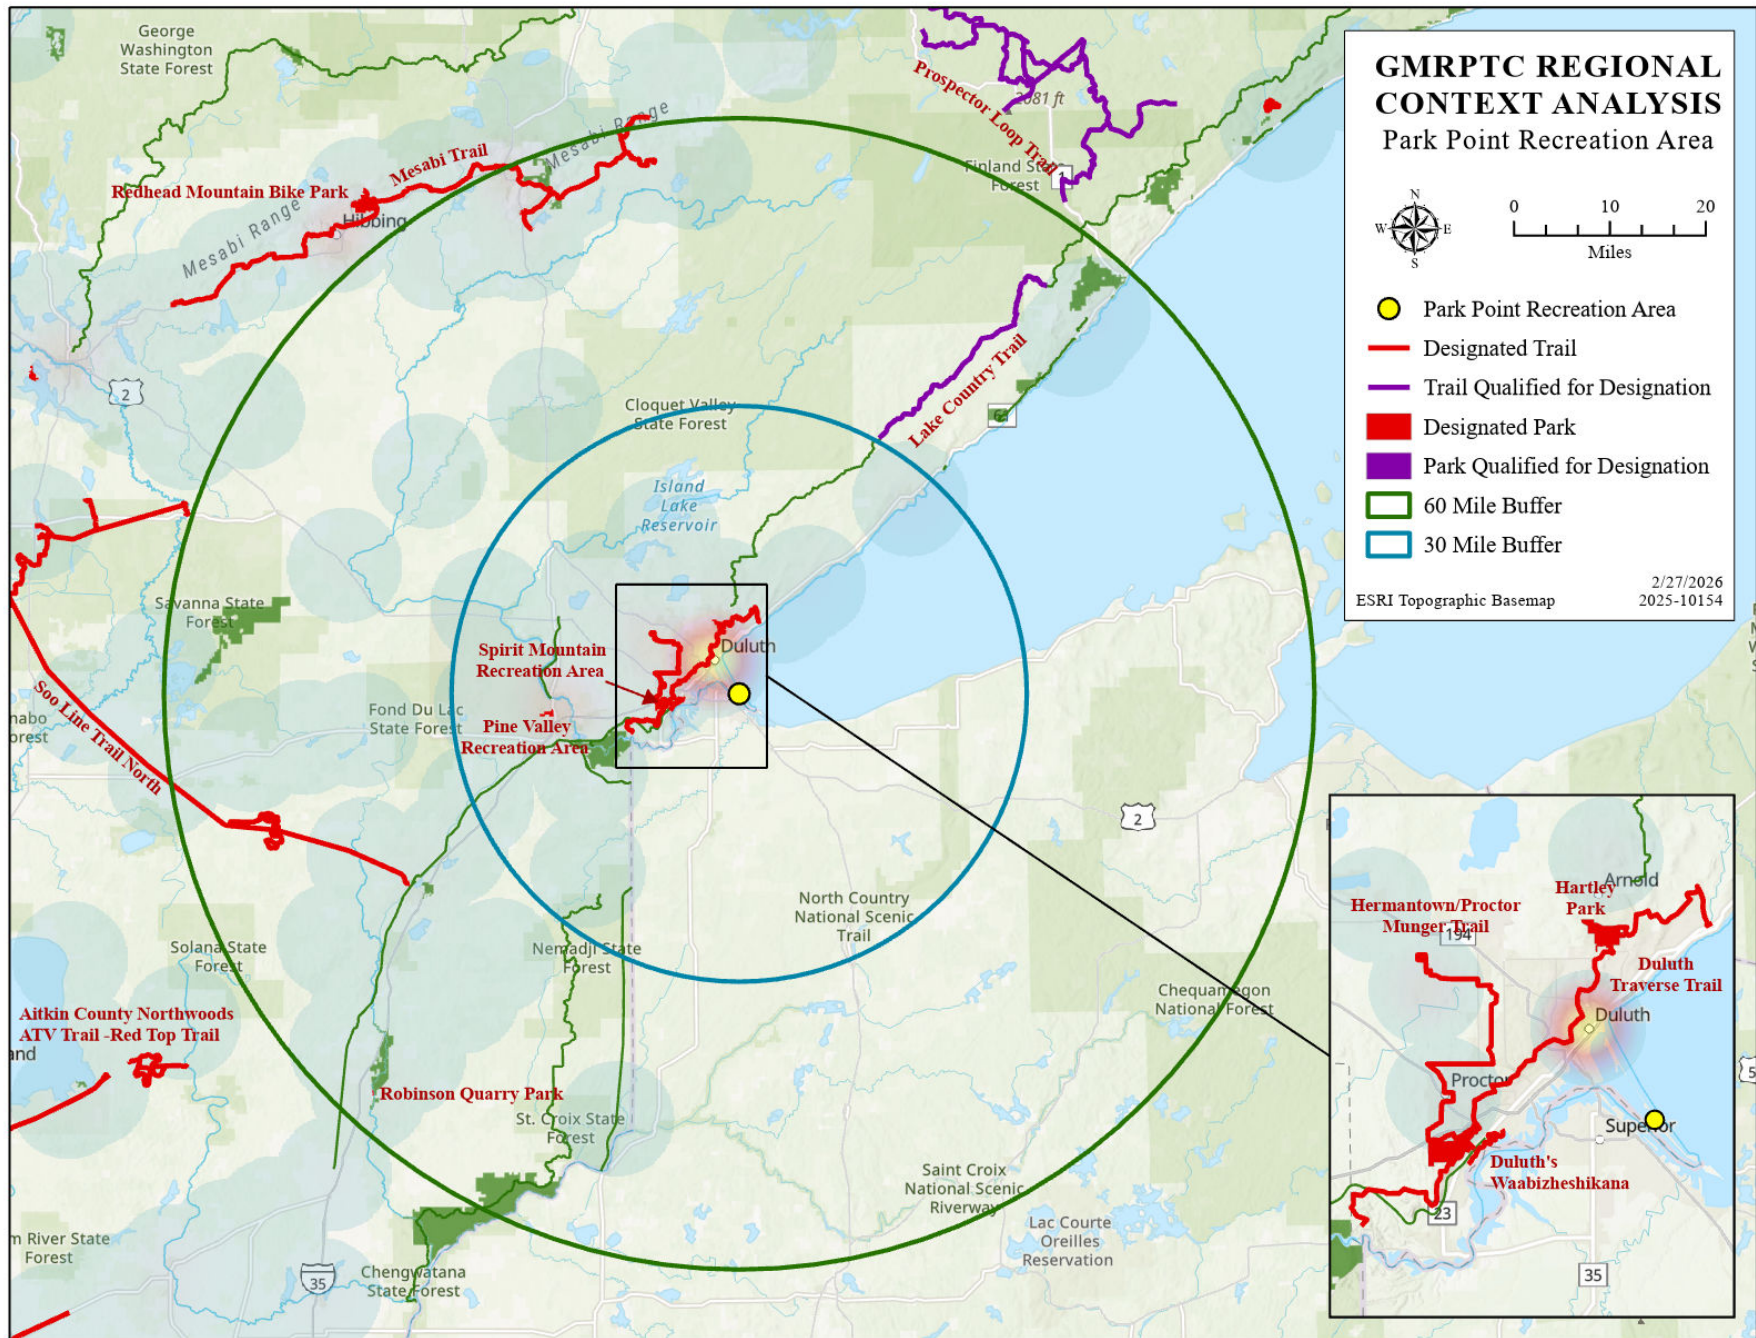 George
Washington
State Forest
Prospector Loop Trail
2081 ft
Finland State
Forest
1
Mesabi Range
Mesabi Trail
Redhead Mountain Bike Park
Hibbing
Mesabi Range
2
Cloquet Valley
State Forest
Lake Country Trail
61
Island
Lake
Reservoir
Savanna State
Forest
Spirit Mountain
Recreation Area
Duluth
Soo Line Trail North
Fond Du Lac
State Forest
Pine Valley
Recreation Area
2
North Country
National Scenic
Trail
Solana State
Forest
Nemadji State
Forest
Chequamegon
National Forest
Aitkin County Northwoods
ATV Trail -Red Top Trail
Robinson Quarry Park
St. Croix State
Forest
Saint Croix
National Scenic
Riverway
Lac Courte
Oreilles
Reservation
m River State
Forest
35
Chengwatana
State Forest
GMRPTC REGIONAL
CONTEXT ANALYSIS
Park Point Recreation Area
N
W E
S
0 10 20
Miles
Park Point Recreation Area
Designated Trail
Trail Qualified for Designation
Designated Park
Park Qualified for Designation
60 Mile Buffer
30 Mile Buffer
2/27/2026
ESRI Topographic Basemap 2025-10154
Arnold
Hartley
Park
Hermantown/Proctor
Munger Trail
194
Duluth
Traverse Trail
Duluth
Proctor
Superior
Duluth's
Waabizheshikana
23
35